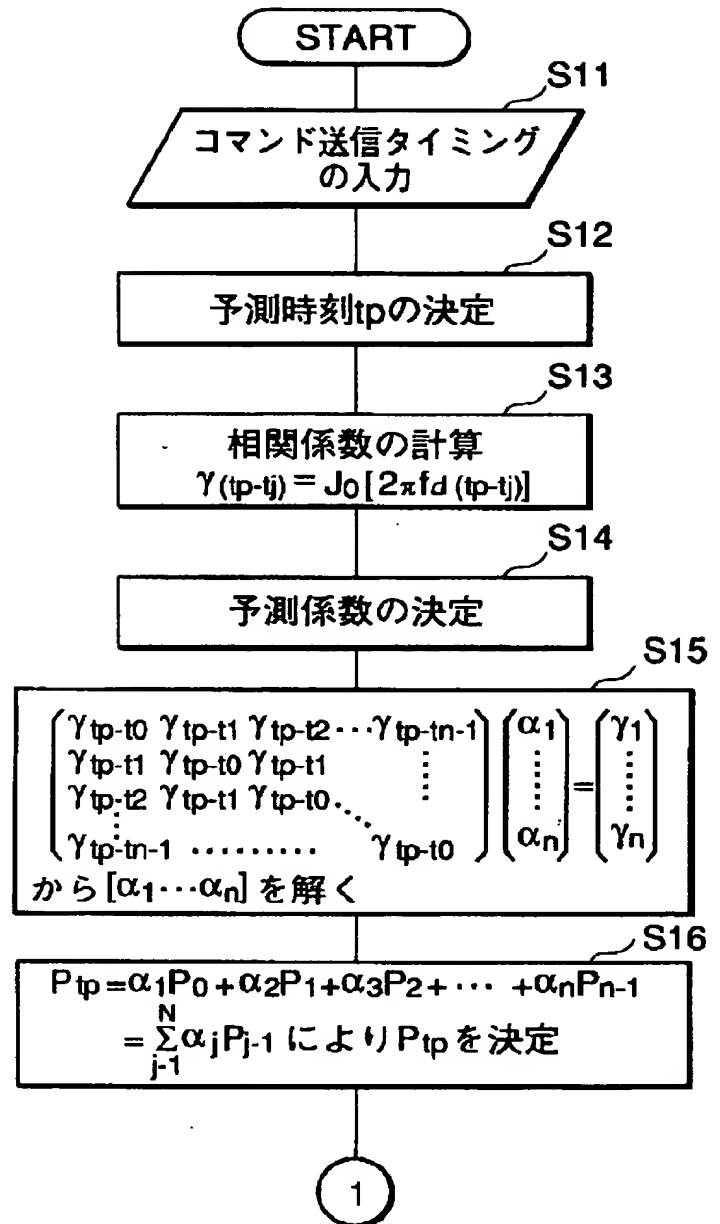 START
S11
コマンド送信タイミング
の入力
S12
予測時刻tpの決定
S13
相関係数の計算
γ(tp-tj) = J0 [2πfd (tp-tj)]
S14
予測係数の決定
S15
γtp-t0 γtp-t1 γtp-t2 ··· γtp-tn-1 α1 γ1
γtp-t1 γtp-t0 γtp-t1 ⋮ ⋮ ⋮
γtp-t2 γtp-t1 γtp-t0 ⋱ ⋮ = ⋮
γtp-tn-1 ········· γtp-t0 αn γn
から [α1···αn] を解く
S16
Ptp=α1P0+α2P1+α3P2+ ··· +αnPn-1
N
= Σ αjPj-1 によりPtpを決定
j-1
1